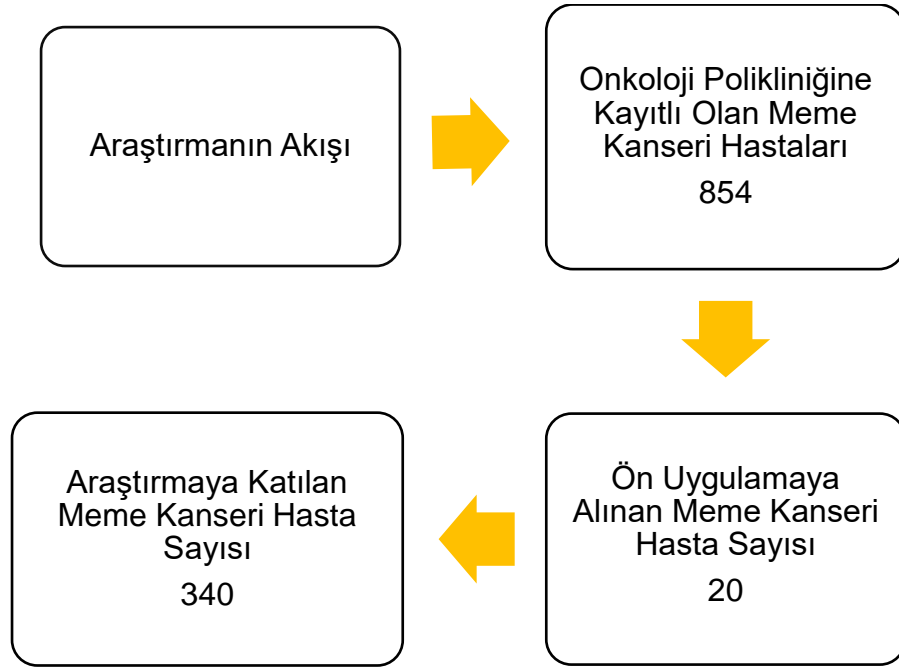 Araştırmanın Akışı
Onkoloji Polikliniğine
Kayıtlı Olan Meme
Kanseri Hastaları
854
Ön Uygulamaya
Alınan Meme Kanseri
Hasta Sayısı
20
Araştırmaya Katılan
Meme Kanseri Hasta
Sayısı
340